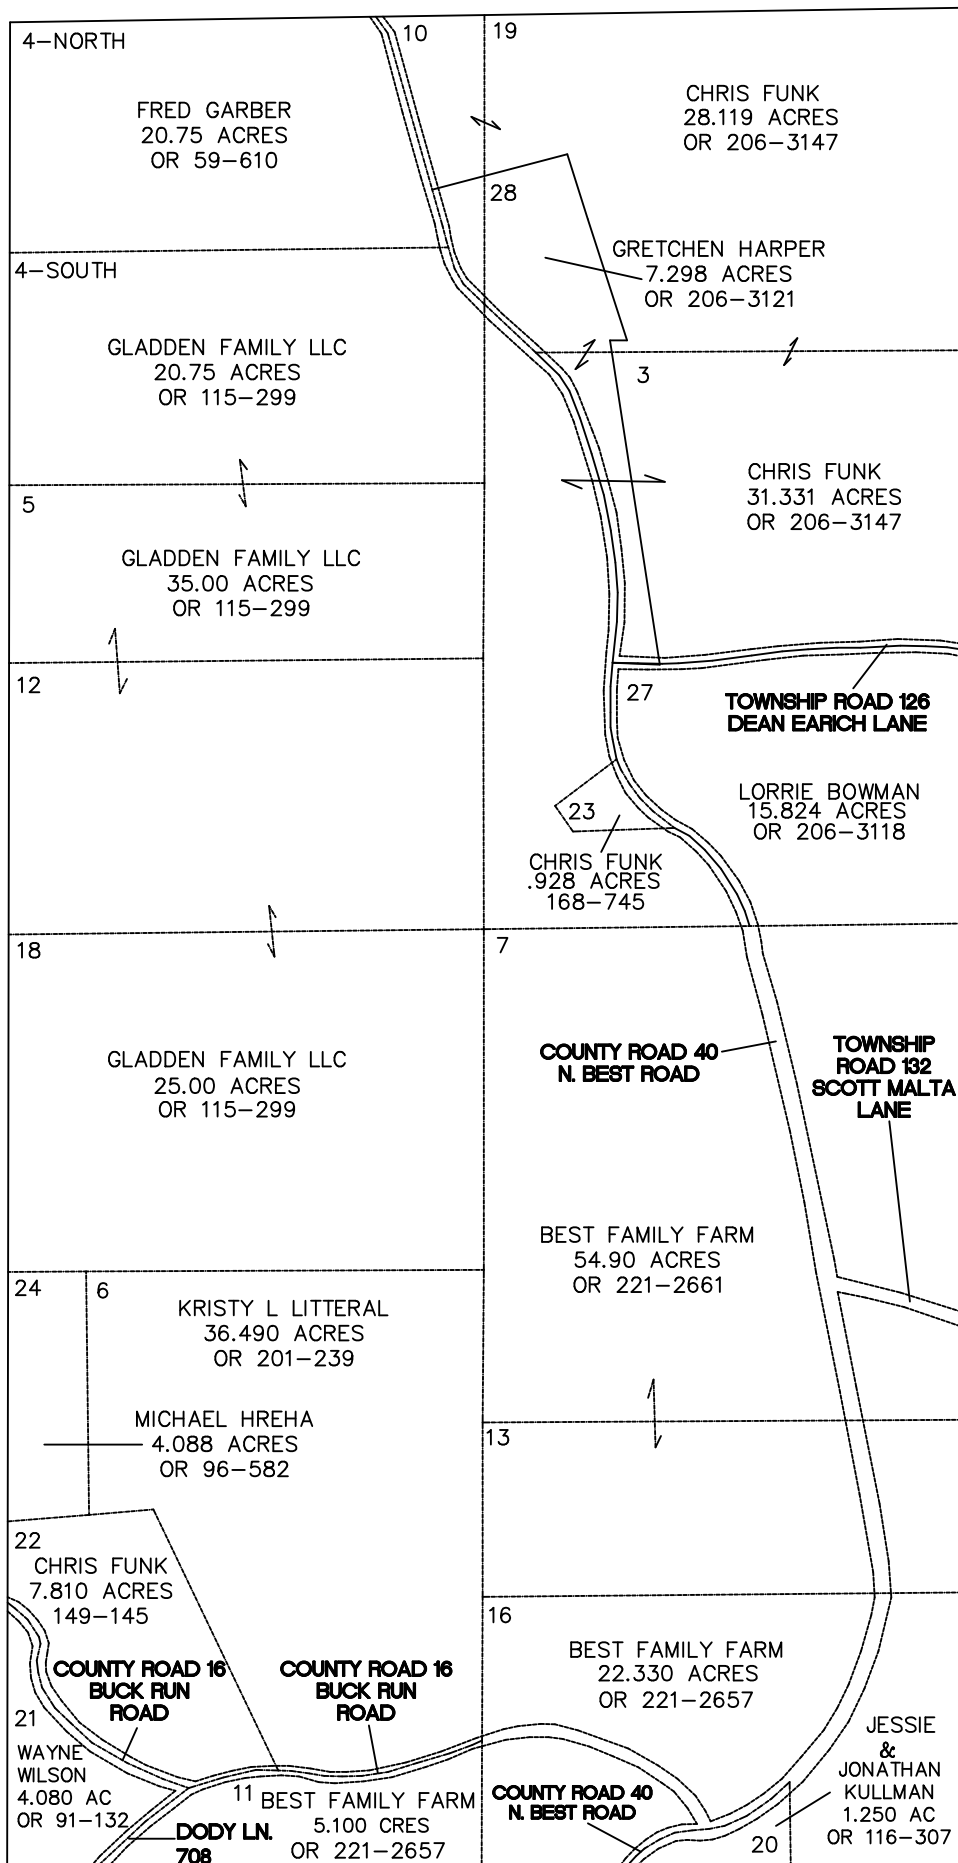 4-NORTH
10
19
FRED GARBER
20.75 ACRES
OR 59-610
CHRIS FUNK
28.119 ACRES
OR 206-3147
28
4-SOUTH
GRETCHEN HARPER
7.298 ACRES
OR 206-3121
GLADDEN FAMILY LLC
20.75 ACRES
OR 115-299
3
CHRIS FUNK
31.331 ACRES
OR 206-3147
5
GLADDEN FAMILY LLC
35.00 ACRES
OR 115-299
12
27
TOWNSHIP ROAD 126
DEAN EARICH LANE
LORRIE BOWMAN
15.824 ACRES
OR 206-3118
23
CHRIS FUNK
.928 ACRES
168-745
18
7
GLADDEN FAMILY LLC
25.00 ACRES
OR 115-299
COUNTY ROAD 40
N. BEST ROAD
TOWNSHIP
ROAD 132
SCOTT MALTA
LANE
BEST FAMILY FARM
54.90 ACRES
OR 221-2661
24
6
KRISTY L LITTERAL
36.490 ACRES
OR 201-239
MICHAEL HREHA
4.088 ACRES
OR 96-582
13
22
CHRIS FUNK
7.810 ACRES
149-145
16
BEST FAMILY FARM
22.330 ACRES
OR 221-2657
COUNTY ROAD 16
BUCK RUN
ROAD
COUNTY ROAD 16
BUCK RUN
ROAD
21
WAYNE
WILSON
4.080 AC
OR 91-132
JESSIE
&
JONATHAN
KULLMAN
1.250 AC
OR 116-307
11
BEST FAMILY FARM
5.100 CRES
OR 221-2657
COUNTY ROAD 40
N. BEST ROAD
DODY LN.
708
20